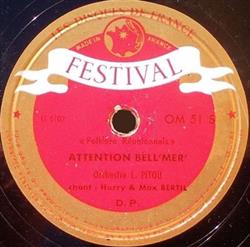 LES DISQUES DE FRANCE
MADE IN FRANCE
FESTIVAL
OM 51 S
« Folklore Réunionnais »
ATTENTION BELL'MER'
Orchestre L. PITOU
chant : Harry & Max BERTIL
D. P.